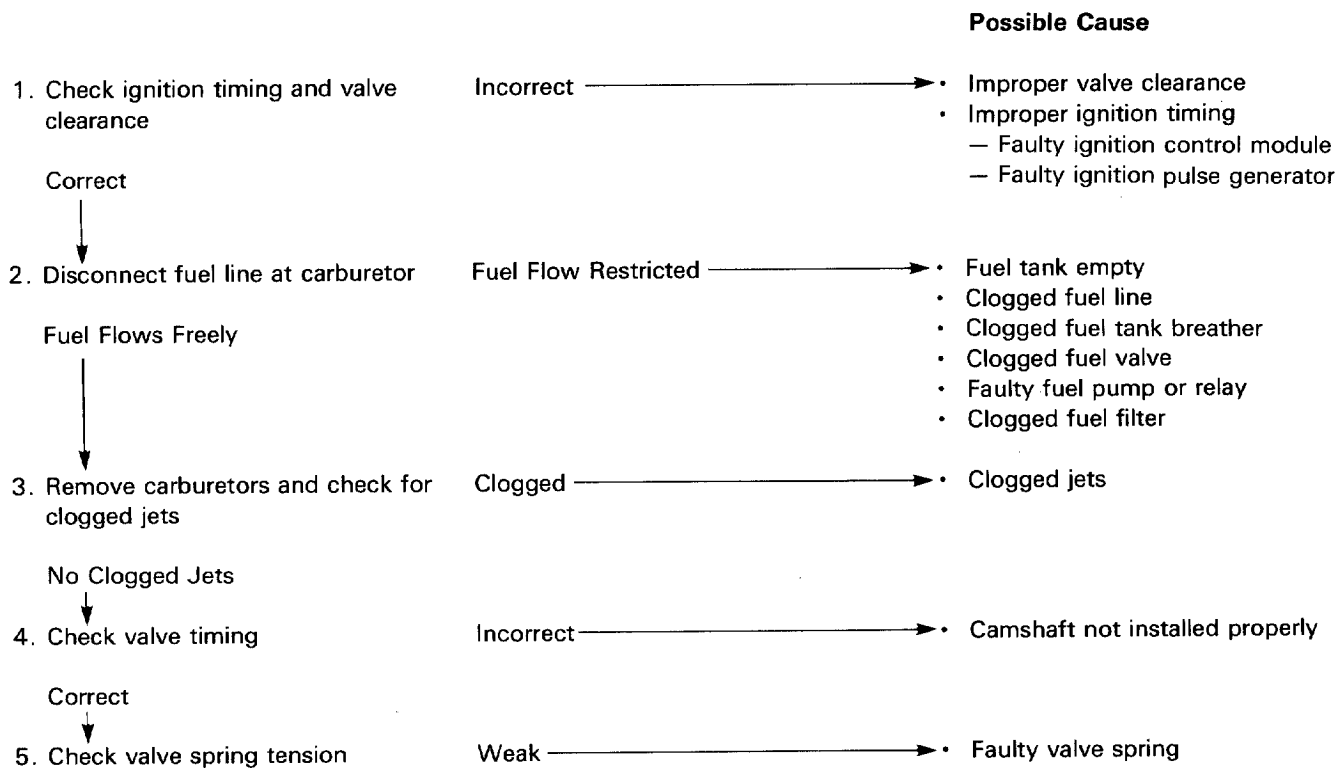 Possible Cause
1. Check ignition timing and valve clearance
Incorrect
• Improper valve clearance
• Improper ignition timing
— Faulty ignition control module
— Faulty ignition pulse generator
Correct
2. Disconnect fuel line at carburetor
Fuel Flow Restricted
• Fuel tank empty
• Clogged fuel line
• Clogged fuel tank breather
• Clogged fuel valve
• Faulty fuel pump or relay
• Clogged fuel filter
Fuel Flows Freely
3. Remove carburetors and check for clogged jets
Clogged
• Clogged jets
No Clogged Jets
4. Check valve timing
Incorrect
• Camshaft not installed properly
Correct
5. Check valve spring tension
Weak
• Faulty valve spring